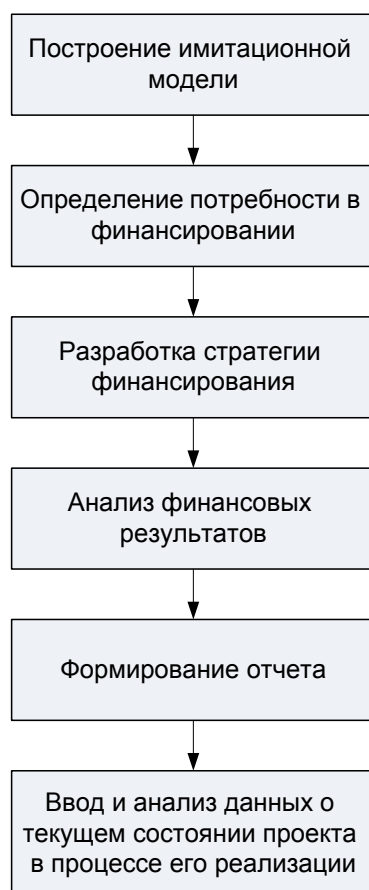 Построение имитационной
модели
Определение потребности в
финансировании
Разработка стратегии
финансирования
Анализ финансовых
результатов
Формирование отчета
Ввод и анализ данных о
текущем состоянии проекта
в процессе его реализации